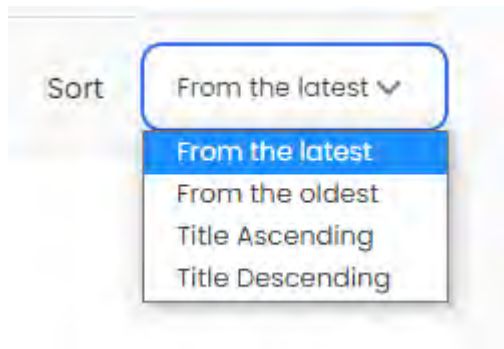 Sort
From the latest
From the latest
From the oldest
Title Ascending
Title Descending